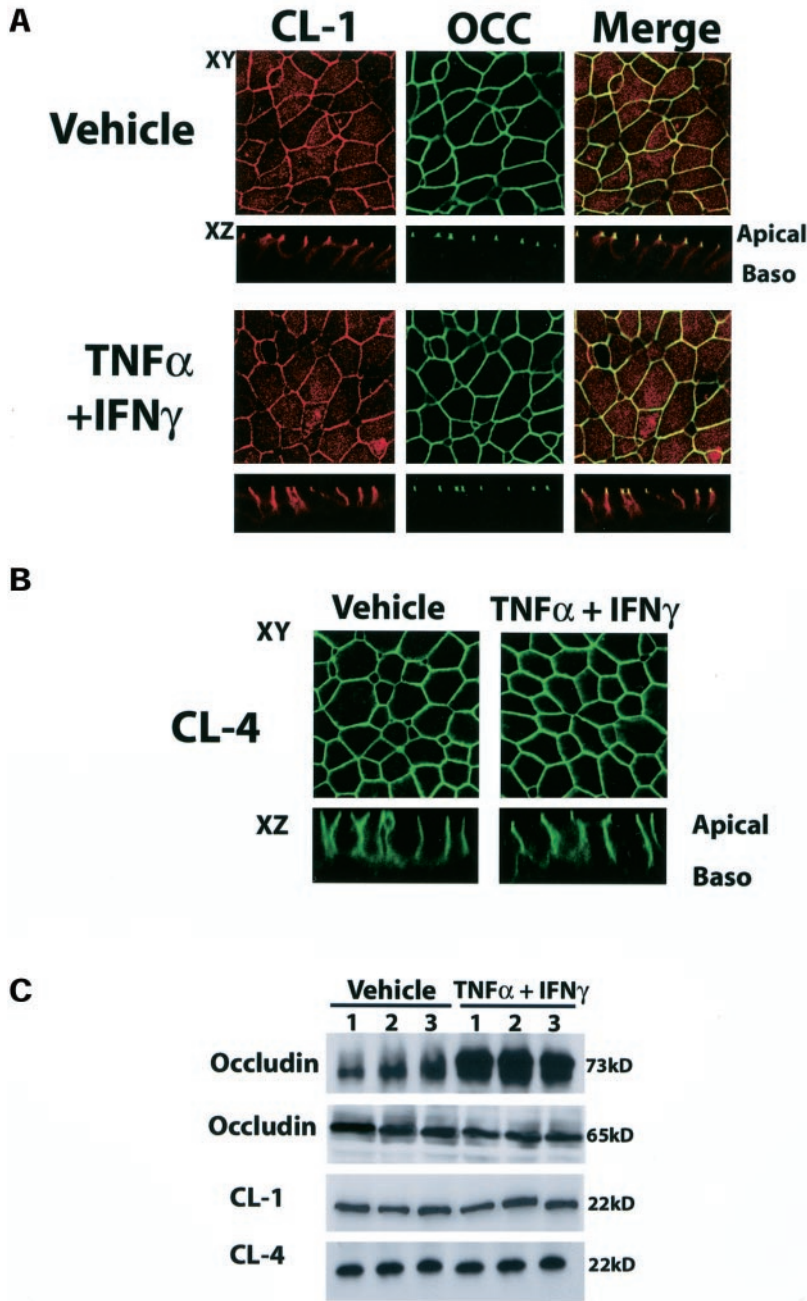 A
CL-1 OCC Merge
XY
Vehicle
XZ
Apical
Baso
TNFα
+IFNγ
B
Vehicle TNFα + IFNγ
XY
CL-4
XZ
Apical
Baso
C
Vehicle TNFα + IFNγ
1 2 3 1 2 3
Occludin 73kD
Occludin 65kD
CL-1 22kD
CL-4 22kD